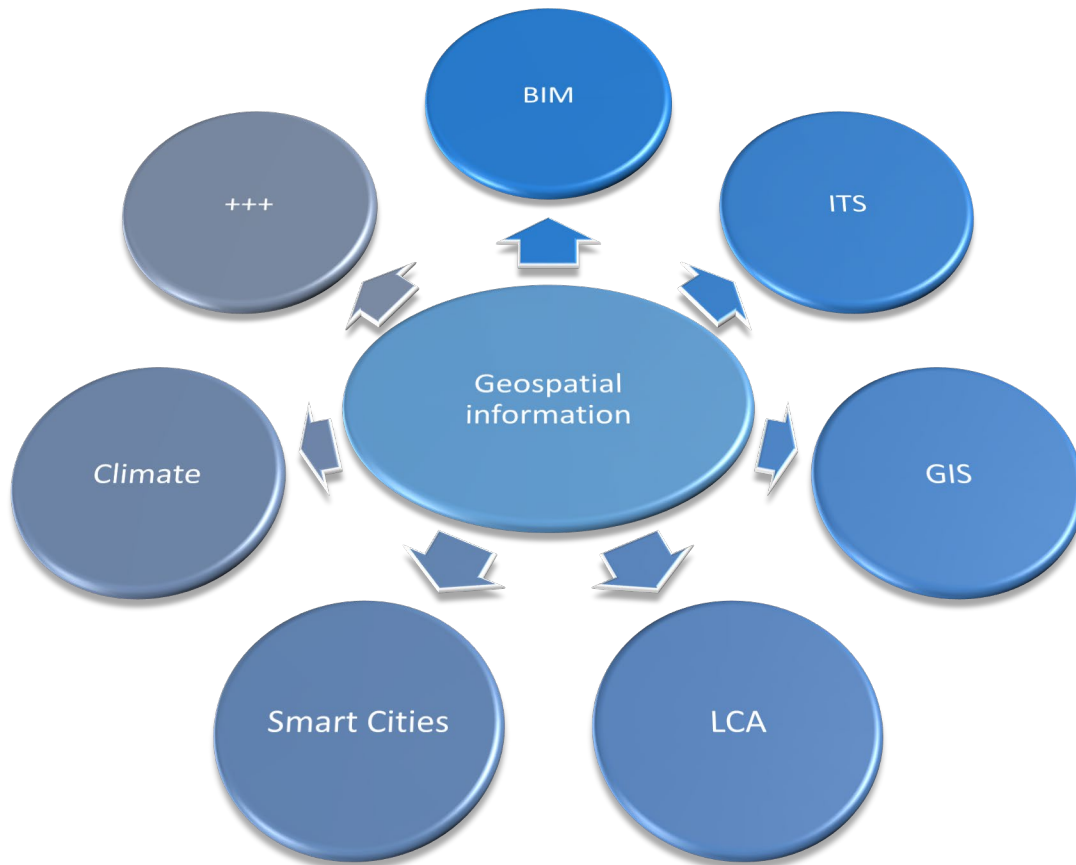 BIM
+++
ITS
Geospatial
information
Climate
GIS
Smart Cities
LCA